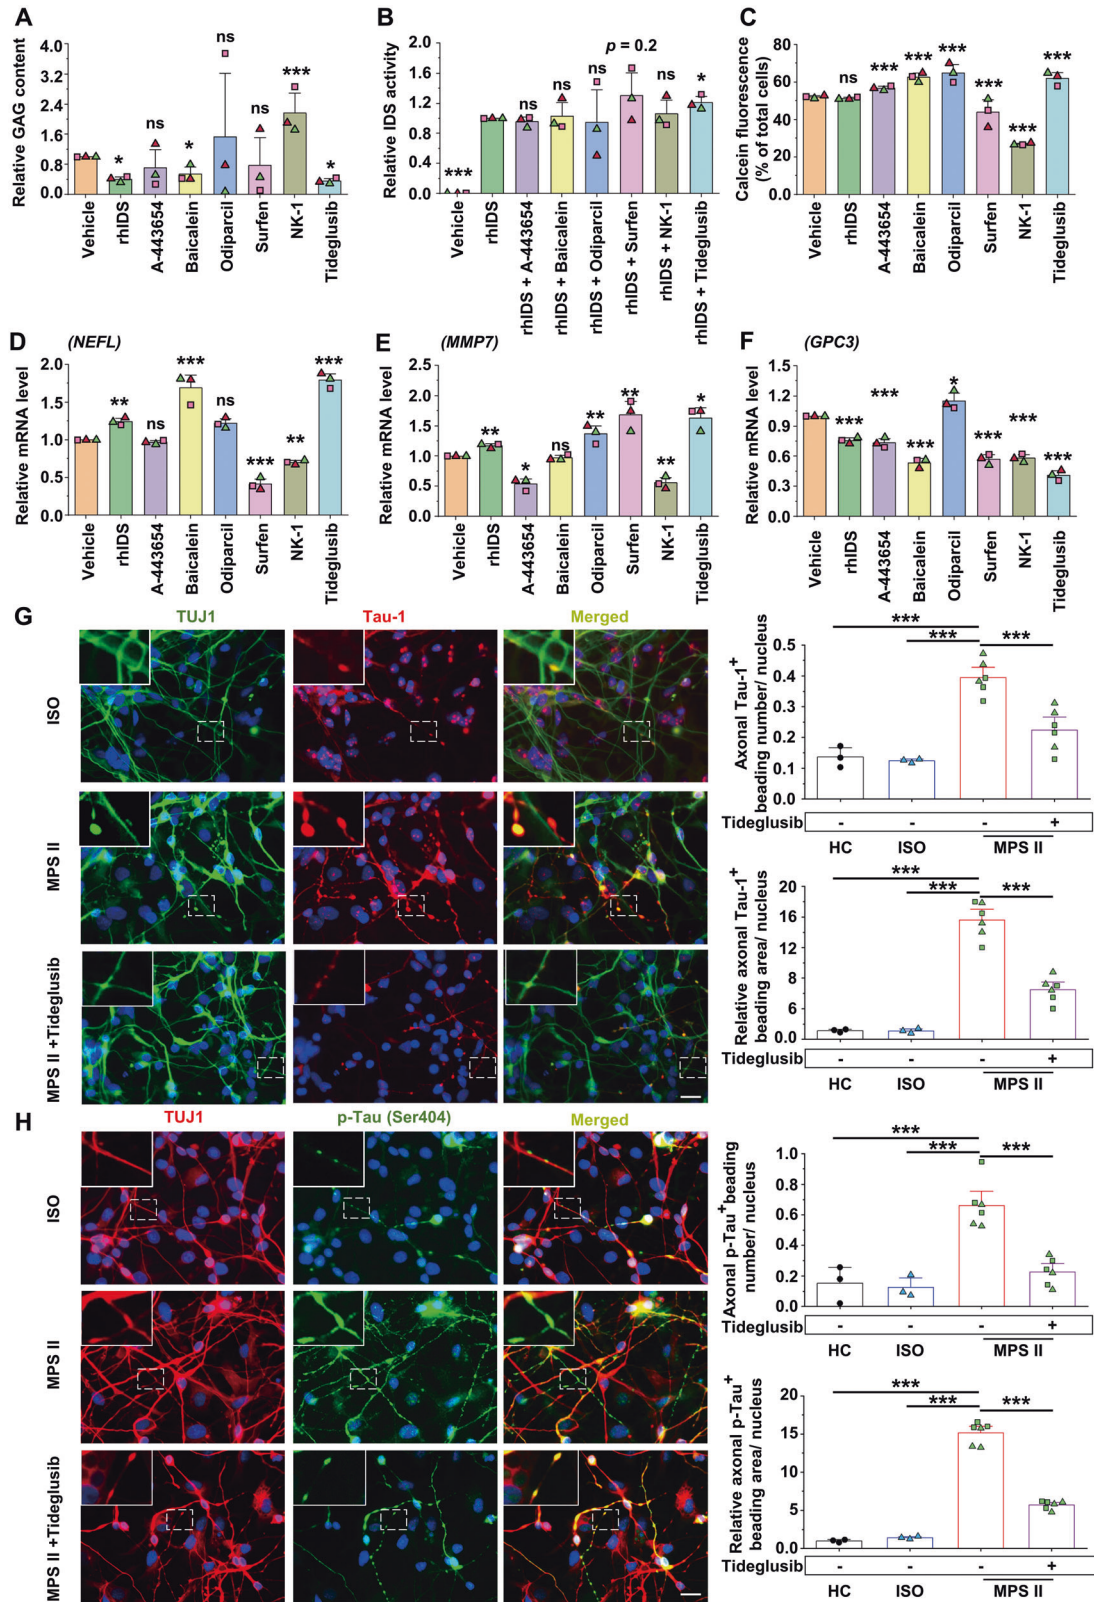 A
Relative GAG content
4.0
3.2
2.4
1.6
0.8
0.0
*
ns
*
ns
ns
***
*
Vehicle
rhIDS
A-443654
Baicalein
Odiparcil
Surfen
NK-1
Tideglusib
B
Relative IDS activity
2.0
1.6
1.2
0.8
0.4
0.0
p = 0.2
***
ns
ns
ns
ns
*
Vehicle
rhIDS
rhIDS + A-443654
rhIDS + Baicalein
rhIDS + Odiparcil
rhIDS + Surfen
rhIDS + NK-1
rhIDS + Tideglusib
C
Calcein fluorescence
(% of total cells)
80
60
40
20
0
ns
***
***
***
***
***
***
Vehicle
rhIDS
A-443654
Baicalein
Odiparcil
Surfen
NK-1
Tideglusib
D
(NEFL)
Relative mRNA level
2.0
1.5
1.0
0.5
0.0
**
ns
***
ns
***
**
***
Vehicle
rhIDS
A-443654
Baicalein
Odiparcil
Surfen
NK-1
Tideglusib
E
(MMP7)
Relative mRNA level
2.5
2.0
1.5
1.0
0.5
0.0
**
*
ns
**
**
**
*
Vehicle
rhIDS
A-443654
Baicalein
Odiparcil
Surfen
NK-1
Tideglusib
F
(GPC3)
Relative mRNA level
1.5
1.2
0.9
0.6
0.3
0.0
***
***
***
*
***
***
***
Vehicle
rhIDS
A-443654
Baicalein
Odiparcil
Surfen
NK-1
Tideglusib
G
TUJ1
Tau-1
Merged
ISO
MPS II
MPS II +Tideglusib
Axonal Tau-1+
beading number/ nucleus
0.5
0.4
0.3
0.2
0.1
0.0
***
***
***
Tideglusib
-
-
-
+
HC
ISO
MPS II
Relative axonal Tau-1+
beading area/ nucleus
20
16
12
8
6
0
***
***
***
Tideglusib
-
-
-
+
HC
ISO
MPS II
H
TUJ1
p-Tau (Ser404)
Merged
ISO
MPS II
MPS II +Tideglusib
Axonal p-Tau+beading
number/ nucleus
1.0
0.8
0.6
0.4
0.2
0.0
***
***
***
Tideglusib
-
-
-
+
HC
ISO
MPS II
Relative axonal p-Tau+
beading area/ nucleus
20
15
10
5
0
***
***
***
Tideglusib
-
-
-
+
HC
ISO
MPS II